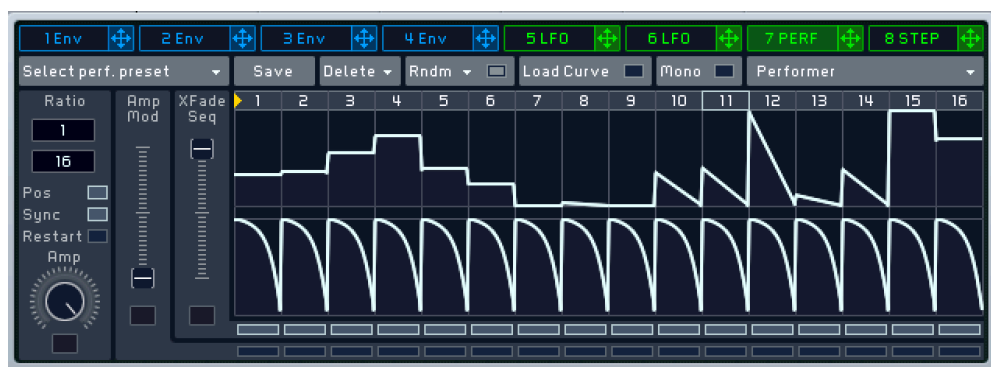 1 Env 2 Env 3 Env 4 Env 5 LFO 6 LFO 7 PERF 8 STEP
Select perf. preset Save Delete Rndm Load Curve Mono Performer
Ratio Amp Mod XFade Seq 1 2 3 4 5 6 7 8 9 10 11 12 13 14 15 16
1
16
Pos
Sync
Restart
Amp